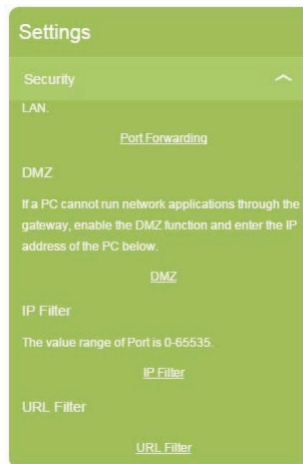 Settings
Security
LAN.
Port Forwarding
DMZ
If a PC cannot run network applications through the
gateway, enable the DMZ function and enter the IP
address of the PC below.
DMZ
IP Filter
The value range of Port is 0-65535.
IP Filter
URL Filter
URL Filter